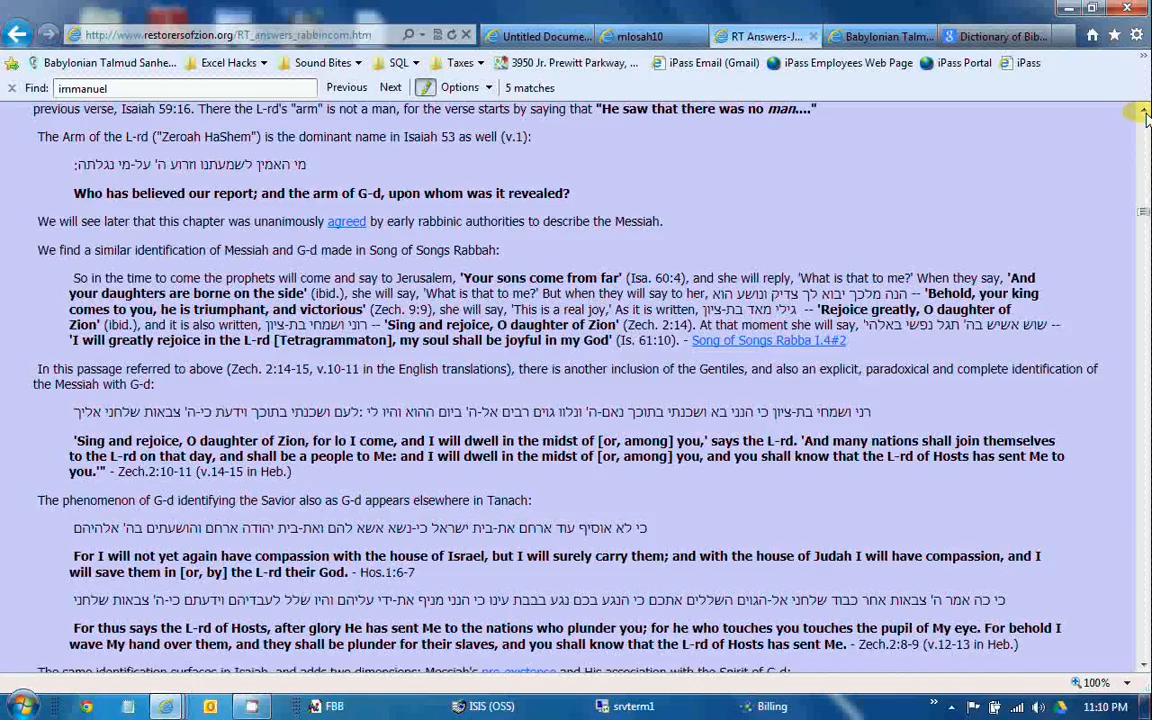 http://www.restorersofzion.org/RT_answers_rabbincom.htm
Untitled Docume...
mlosah10
RT Answers-J...
Babylonian Talm...
Dictionary of Bib...
Babylonian Talmud Sanhe...
Excel Hacks
Sound Bites
SQL
Taxes
3950 Jr. Prewitt Parkway, ...
iPass Email (Gmail)
iPass Employees Web Page
iPass Portal
iPass
Find: immanuel
Previous
Next
Options
5 matches
previous verse, Isaiah 59:16. There the L-rd's "arm" is not a man, for the verse starts by saying that "He saw that there was no man...."
The Arm of the L-rd ("Zeroah HaShem") is the dominant name in Isaiah 53 as well (v.1):
מי האמין לשמעתנו וזרוע ה' על-מי נגלתה:
Who has believed our report; and the arm of G-d, upon whom was it revealed?
We will see later that this chapter was unanimously agreed by early rabbinic authorities to describe the Messiah.
We find a similar identification of Messiah and G-d made in Song of Songs Rabbah:
So in the time to come the prophets will come and say to Jerusalem, 'Your sons come from far' (Isa. 60:4), and she will reply, 'What is that to me?' When they say, 'And
your daughters are borne on the side' (ibid.), she will say, 'What is that to me?' But when they will say to her, הנה מלכך יבוא לך צדיק ונושע הוא -- 'Behold, your king
comes to you, he is triumphant, and victorious' (Zech. 9:9), she will say, 'This is a real joy,' As it is written, גילי מאד בת-ציון -- 'Rejoice greatly, O daughter of
Zion' (ibid.), and it is also written, רוני ושמחי בת-ציון -- 'Sing and rejoice, O daughter of Zion' (Zech. 2:14). At that moment she will say, שוש אשיש בה' תגל נפשי באלהי' --
'I will greatly rejoice in the L-rd [Tetragrammaton], my soul shall be joyful in my God' (Is. 61:10). - Song of Songs Rabba I.4#2
In this passage referred to above (Zech. 2:14-15, v.10-11 in the English translations), there is another inclusion of the Gentiles, and also an explicit, paradoxical and complete identification of
the Messiah with G-d:
רני ושמחי בת-ציון כי הנני בא ושכנתי בתוכך נאם-ה' ונלוו גוים רבים אל-ה' ביום ההוא והיו לי :לעם ושכנתי בתוכך וידעת כי-ה' צבאות שלחני אליך
'Sing and rejoice, O daughter of Zion, for lo I come, and I will dwell in the midst of [or, among] you,' says the L-rd. 'And many nations shall join themselves
to the L-rd on that day, and shall be a people to Me: and I will dwell in the midst of [or, among] you, and you shall know that the L-rd of Hosts has sent Me to
you.'" - Zech.2:10-11 (v.14-15 in Heb.)
The phenomenon of G-d identifying the Savior also as G-d appears elsewhere in Tanach:
כי לא אוסיף עוד ארחם את-בית ישראל כי-נשא אשא להם ואת-בית יהודה ארחם והושעתים בה' אלהיהם
For I will not yet again have compassion with the house of Israel, but I will surely carry them; and with the house of Judah I will have compassion, and I
will save them in [or, by] the L-rd their God. - Hos.1:6-7
כי כה אמר ה' צבאות אחר כבוד שלחני אל-הגוים השללים אתכם כי הנגע בכם נגע בבבת עינו כי הנני מניף את-ידי עליהם והיו שלל לעבדיהם וידעתם כי-ה' צבאות שלחני
For thus says the L-rd of Hosts, after glory He has sent Me to the nations who plunder you; for he who touches you touches the pupil of My eye. For behold I
wave My hand over them, and they shall be plunder for their slaves, and you shall know that the L-rd of Hosts has sent Me. - Zech.2:8-9 (v.12-13 in Heb.)
The same identification surfaces in Isaiah, and adds two dimensions: Messiah's pre-existence and His association with the Spirit of G-d:
100%
FBB
ISIS (OSS)
srvterm1
Billing
11:10 PM